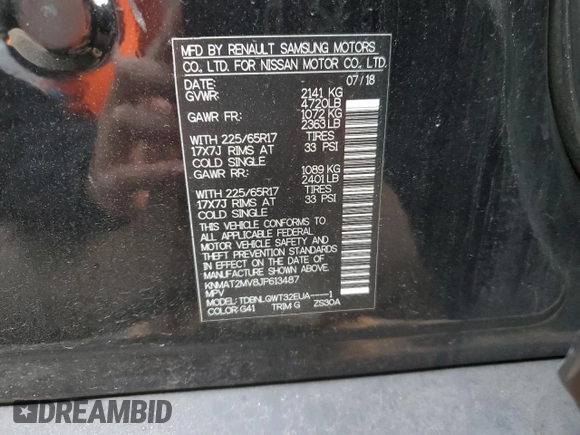 MFD BY RENAULT SAMSUNG MOTORS
CO., LTD. FOR NISSAN MOTOR CO., LTD.
DATE: 07/18
GVWR: 2141 KG
4720LB
GAWR FR: 1072 KG
2363LB
WITH 225/65R17 TIRES
17X7J RIMS AT 33 PSI
COLD SINGLE
GAWR RR: 1089 KG
2401LB
WITH 225/65R17 TIRES
17X7J RIMS AT 33 PSI
COLD SINGLE
THIS VEHICLE CONFORMS TO
ALL APPLICABLE FEDERAL
MOTOR VEHICLE SAFETY AND
THEFT PREVENTION STANDARDS
IN EFFECT ON THE DATE OF
MANUFACTURE SHOWN ABOVE.
KNMAT2MV8JP613487
MPV
MODEL: TDBNLGWT32EUA-----1
COLOR: G41 TRIM: G ZS30A
DREAMBID